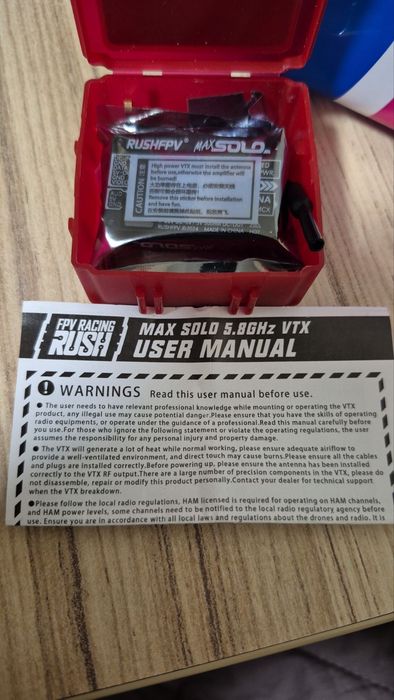 RUSHFPV MAX SOLO
CAUTION 注意
High power VTX must install the antenna
before use,otherwise the amplifier will
be burned!
Remove this sticker before installation
and have fun.
MCX
RUSHFPV ©2024
FPV RACING
RUSH
MAX SOLO 5.8GHz VTX
USER MANUAL
WARNINGS Read this user manual before use.
● The user needs to have relevant professional knowledge while mounting or operating the VTX
product, any illegal use may cause potential danger.Please ensure that you have the skills of operating
radio equipments, or operate under the guidance of a professional.Read this manual carefully before
you use.For those who ignore the following statement or violate the operating regulations, the user
assumes the responsibility for any personal injury and property damage.
● The VTX will generate a lot of heat while normal working, please ensure adequate airflow to
provide a well-ventilated environment, and direct touch may cause burns.Please ensure all the cables
and plugs are installed correctly.Before powering up, please ensure the antenna has been installed
correctly to the VTX RF output.There are a large number of precision components in the VTX, please do
not disassemble, repair or modify this product personally.Contact your dealer for technical support
when the VTX breakdown.
●Please follow the local radio regulations. HAM licensed is required for operating on HAM channels,
and HAM power levels, some channels need to be notified to the local radio regulatory agency before
use. Ensure you are in accordance with all local laws and regulations about the drones and radio. It is